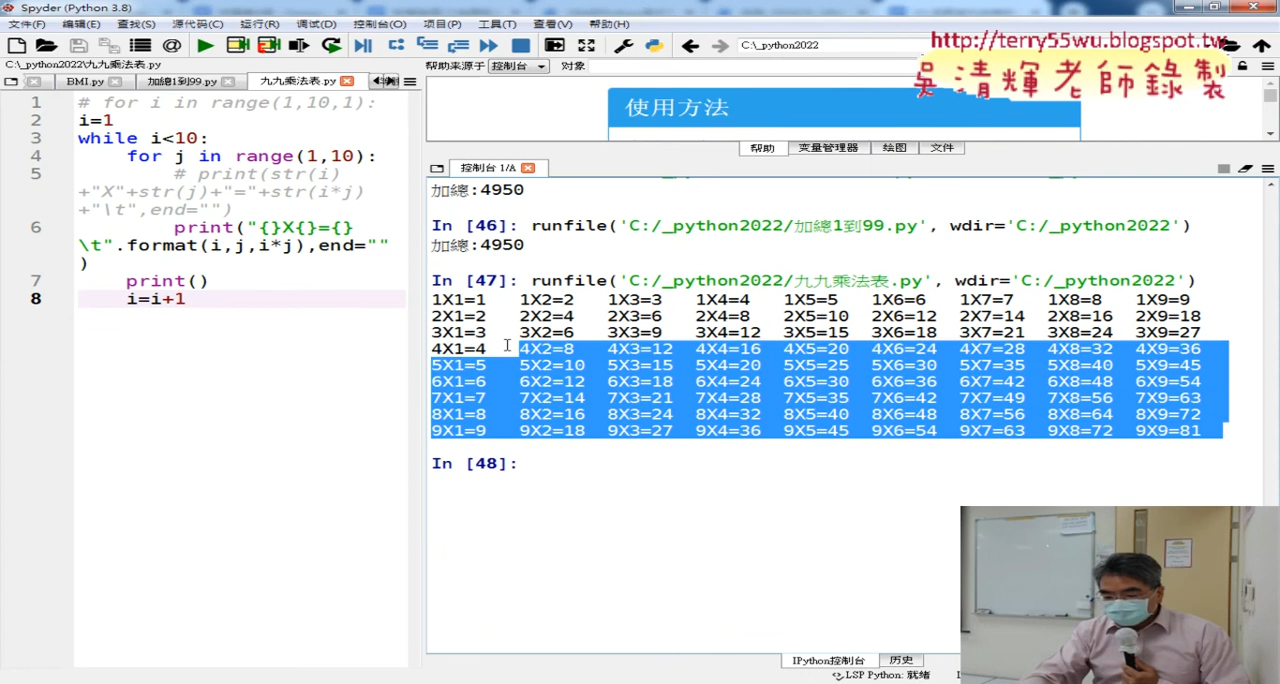 Spyder (Python 3.8)
文件(F) 编辑(E) 查找(S) 源代码(C) 运行(R) 调试(D) 控制台(O) 项目(P) 工具(T) 查看(V) 帮助(H)
C:\_python2022
http://terry55wu.blogspot.tw
吳清輝老師錄製
C:\_python2022\九九乘法表.py
BMI.py 加總1到99.py 九九乘法表.py
1 # for i in range(1,10,1):
2 i=1
3 while i<10:
4 for j in range(1,10):
5 # print(str(i)
+"X"+str(j)+"="+str(i*j)
+"\t",end="")
6 print("{}X{}={}
\t".format(i,j,i*j),end=""
)
7 print()
8 i=i+1
帮助来源于 控制台 对象
使用方法
帮助 变量管理器 绘图 文件
控制台 1/A
加總:4950
In [46]: runfile('C:/_python2022/加總1到99.py', wdir='C:/_python2022')
加總:4950
In [47]: runfile('C:/_python2022/九九乘法表.py', wdir='C:/_python2022')
1X1=1 1X2=2 1X3=3 1X4=4 1X5=5 1X6=6 1X7=7 1X8=8 1X9=9
2X1=2 2X2=4 2X3=6 2X4=8 2X5=10 2X6=12 2X7=14 2X8=16 2X9=18
3X1=3 3X2=6 3X3=9 3X4=12 3X5=15 3X6=18 3X7=21 3X8=24 3X9=27
4X1=4 4X2=8 4X3=12 4X4=16 4X5=20 4X6=24 4X7=28 4X8=32 4X9=36
5X1=5 5X2=10 5X3=15 5X4=20 5X5=25 5X6=30 5X7=35 5X8=40 5X9=45
6X1=6 6X2=12 6X3=18 6X4=24 6X5=30 6X6=36 6X7=42 6X8=48 6X9=54
7X1=7 7X2=14 7X3=21 7X4=28 7X5=35 7X6=42 7X7=49 7X8=56 7X9=63
8X1=8 8X2=16 8X3=24 8X4=32 8X5=40 8X6=48 8X7=56 8X8=64 8X9=72
9X1=9 9X2=18 9X3=27 9X4=36 9X5=45 9X6=54 9X7=63 9X8=72 9X9=81
In [48]:
IPython控制台 历史
LSP Python: 就绪